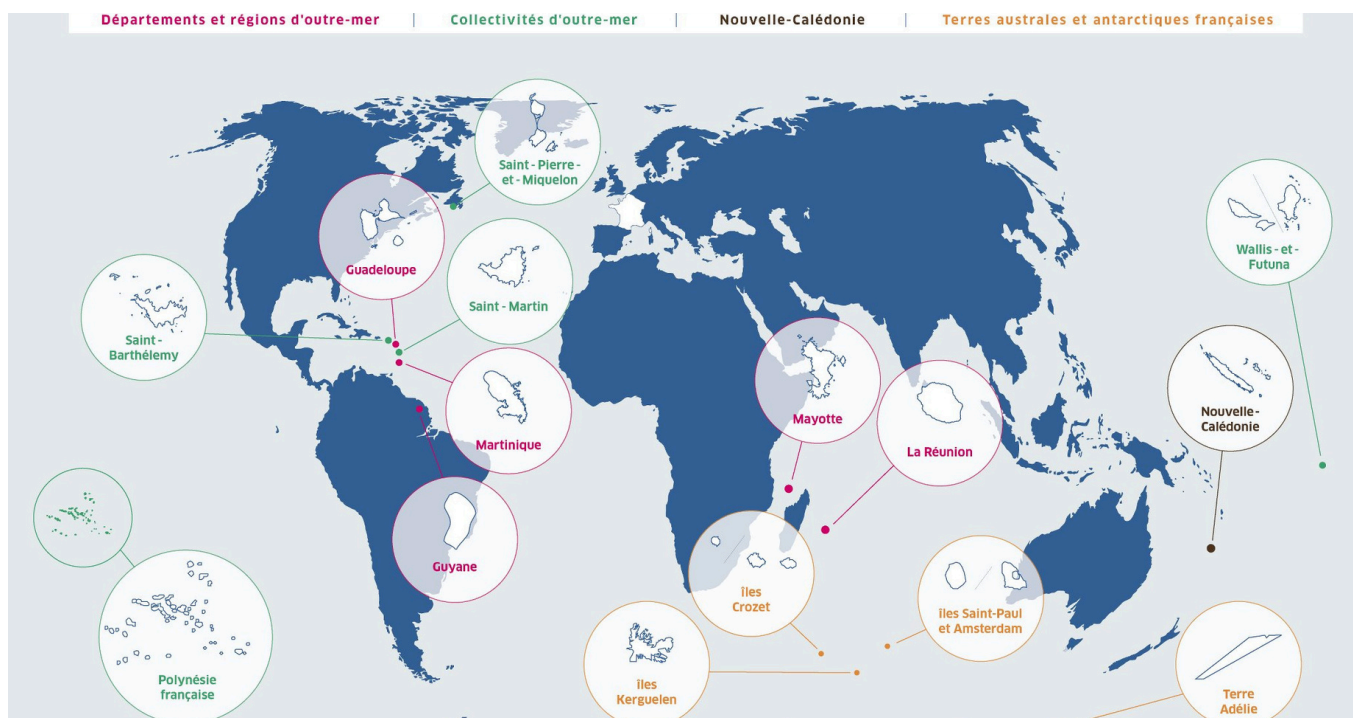 Départements et régions d'outre-mer
Collectivités d'outre-mer
Nouvelle-Calédonie
Terres australes et antarctiques françaises
Saint - Pierre -
et - Miquelon
Guadeloupe
Saint - Martin
Saint -
Barthélemy
Martinique
Guyane
Mayotte
La Réunion
Wallis - et -
Futuna
Nouvelle-
Calédonie
Polynésie
française
îles
Crozet
îles Saint-Paul
et Amsterdam
îles
Kerguelen
Terre
Adélie